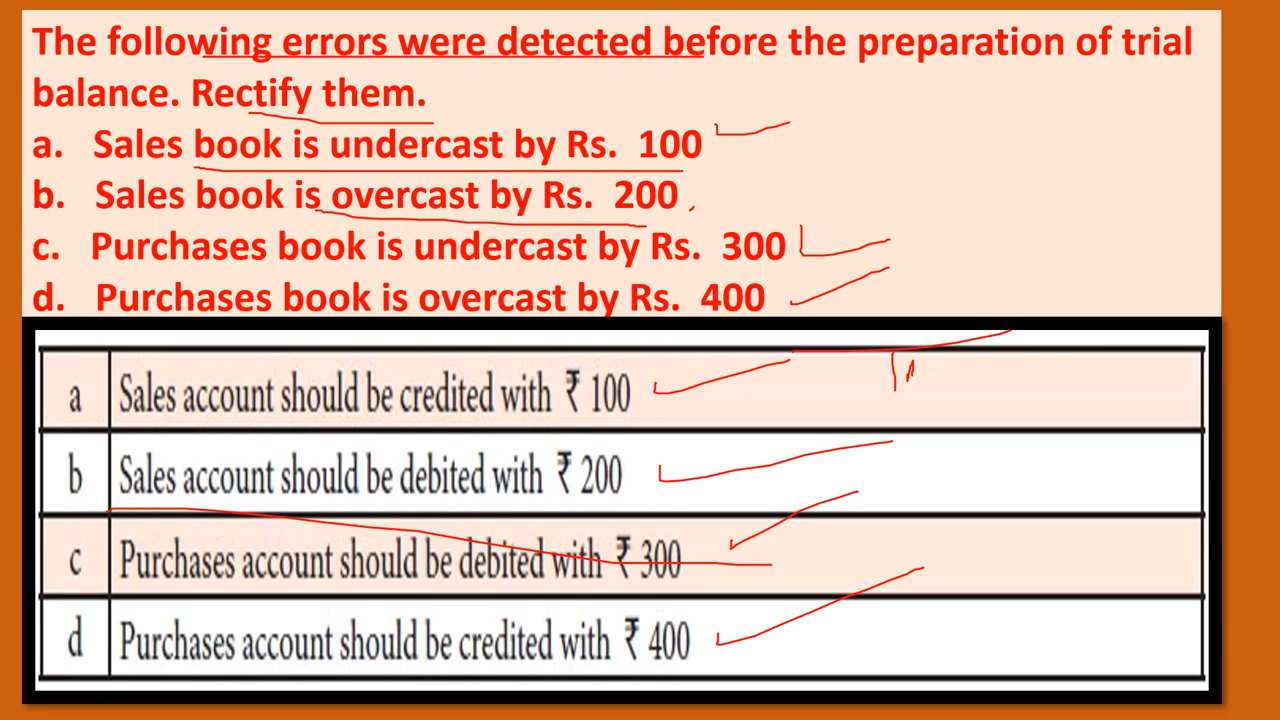 The following errors were detected before the preparation of trial
balance. Rectify them.
a. Sales book is undercast by Rs. 100
b. Sales book is overcast by Rs. 200
c. Purchases book is undercast by Rs. 300
d. Purchases book is overcast by Rs. 400
a Sales account should be credited with ₹ 100
b Sales account should be debited with ₹ 200
c Purchases account should be debited with ₹ 300
d Purchases account should be credited with ₹ 400